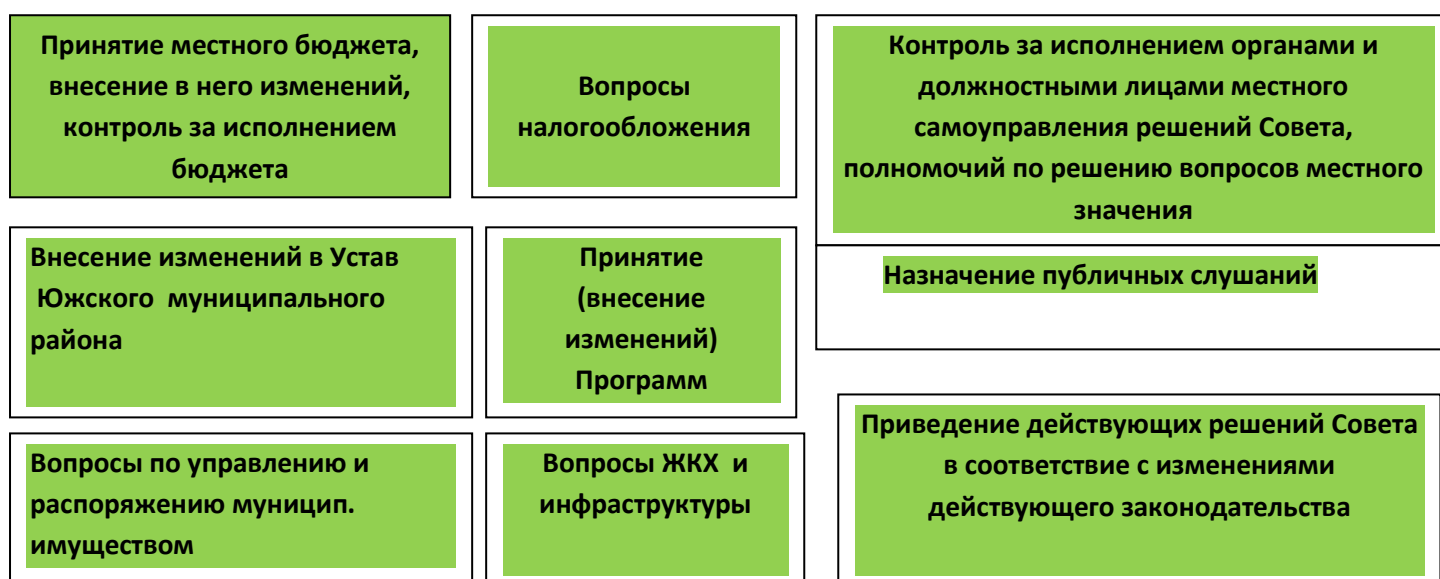 Принятие местного бюджета,
внесение в него изменений,
контроль за исполнением
бюджета
Вопросы
налогообложения
Контроль за исполнением органами и
должностными лицами местного
самоуправления решений Совета,
полномочий по решению вопросов местного
значения
Внесение изменений в Устав
Южского муниципального
района
Принятие
(внесение
изменений)
Программ
Назначение публичных слушаний
Вопросы по управлению и
распоряжению муницип.
имуществом
Вопросы ЖКХ и
инфраструктуры
Приведение действующих решений Совета
в соответствие с изменениями
действующего законодательства